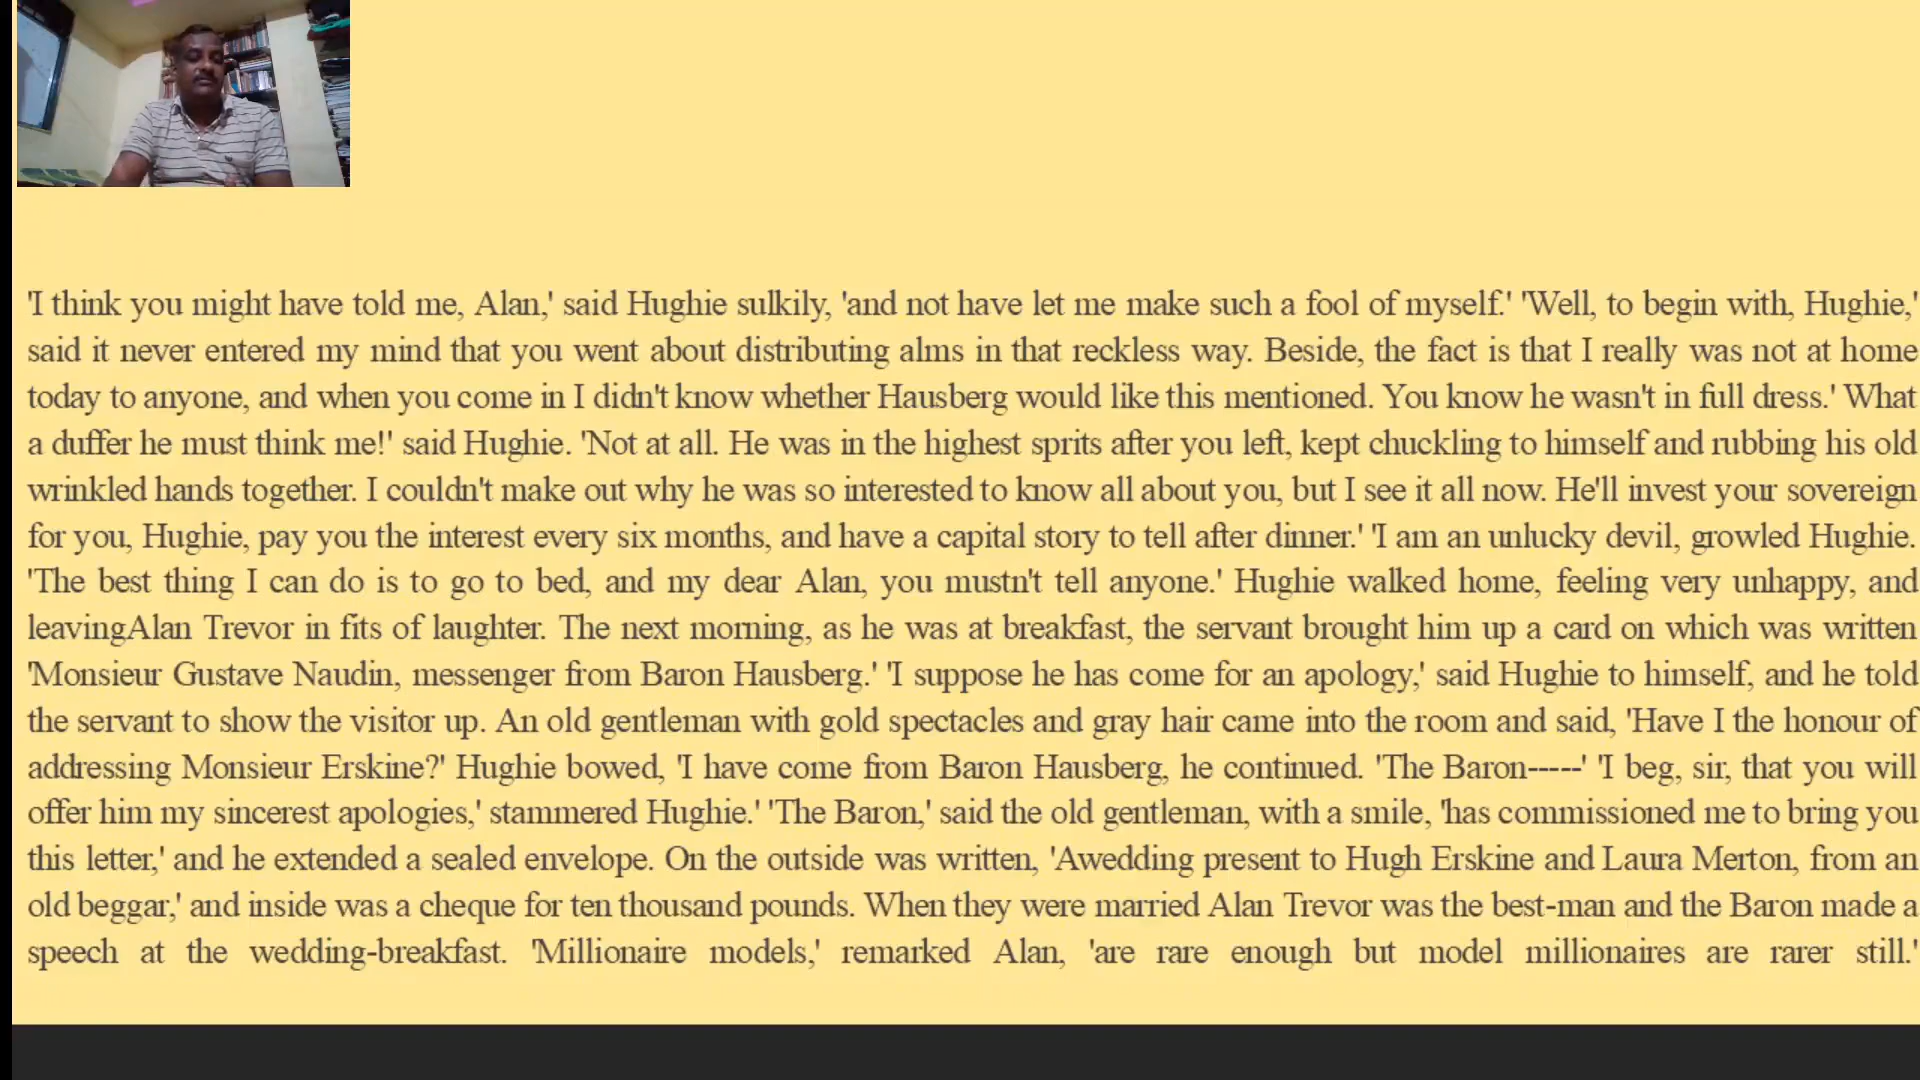 'I think you might have told me, Alan,' said Hughie sulkily, 'and not have let me make such a fool of myself.' 'Well, to begin with, Hughie,'
said it never entered my mind that you went about distributing alms in that reckless way. Beside, the fact is that I really was not at home
today to anyone, and when you come in I didn't know whether Hausberg would like this mentioned. You know he wasn't in full dress.' What
a duffer he must think me!' said Hughie. 'Not at all. He was in the highest sprits after you left, kept chuckling to himself and rubbing his old
wrinkled hands together. I couldn't make out why he was so interested to know all about you, but I see it all now. He'll invest your sovereign
for you, Hughie, pay you the interest every six months, and have a capital story to tell after dinner.' 'I am an unlucky devil, growled Hughie.
'The best thing I can do is to go to bed, and my dear Alan, you mustn't tell anyone.' Hughie walked home, feeling very unhappy, and
leavingAlan Trevor in fits of laughter. The next morning, as he was at breakfast, the servant brought him up a card on which was written
'Monsieur Gustave Naudin, messenger from Baron Hausberg.' 'I suppose he has come for an apology,' said Hughie to himself, and he told
the servant to show the visitor up. An old gentleman with gold spectacles and gray hair came into the room and said, 'Have I the honour of
addressing Monsieur Erskine?' Hughie bowed, 'I have come from Baron Hausberg, he continued. 'The Baron-----' 'I beg, sir, that you will
offer him my sincerest apologies,' stammered Hughie.' 'The Baron,' said the old gentleman, with a smile, 'has commissioned me to bring you
this letter,' and he extended a sealed envelope. On the outside was written, 'Awedding present to Hugh Erskine and Laura Merton, from an
old beggar,' and inside was a cheque for ten thousand pounds. When they were married Alan Trevor was the best-man and the Baron made a
speech at the wedding-breakfast. 'Millionaire models,' remarked Alan, 'are rare enough but model millionaires are rarer still.'